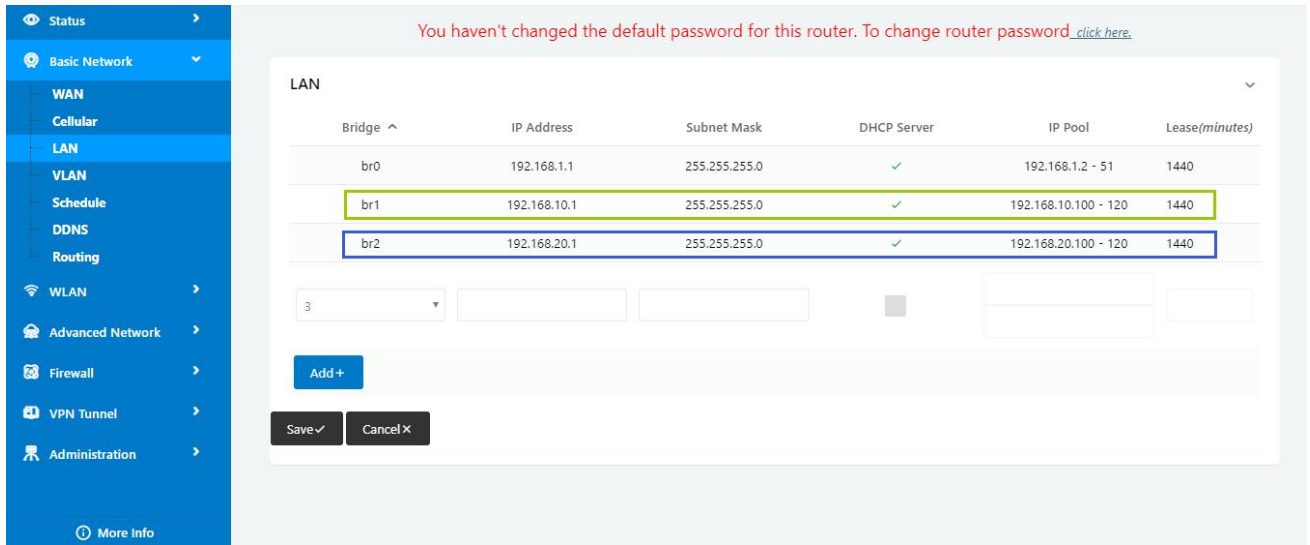 You haven't changed the default password for this router. To change router password click here.
Status
Basic Network
WAN
Cellular
LAN
VLAN
Schedule
DDNS
Routing
WLAN
Advanced Network
Firewall
VPN Tunnel
Administration
More Info
LAN
Bridge IP Address Subnet Mask DHCP Server IP Pool Lease(minutes)
br0 192.168.1.1 255.255.255.0 ✓ 192.168.1.2 - 51 1440
br1 192.168.10.1 255.255.255.0 ✓ 192.168.10.100 - 120 1440
br2 192.168.20.1 255.255.255.0 ✓ 192.168.20.100 - 120 1440
3
Add +
Save ✓ Cancel ✕